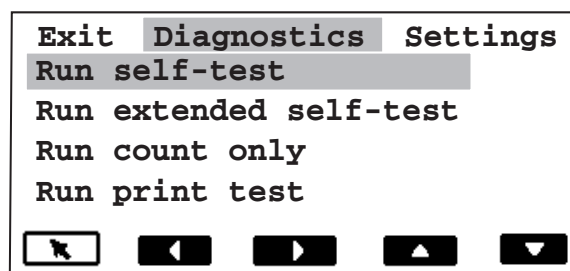 Exit Diagnostics Settings
Run self-test
Run extended self-test
Run count only
Run print test